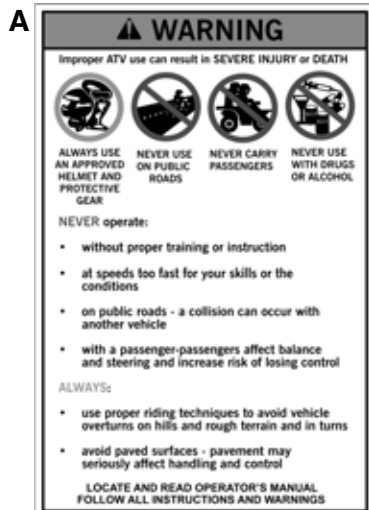 A
WARNING
Improper ATV use can result in SEVERE INJURY or DEATH
ALWAYS USE
AN APPROVED
HELMET AND
PROTECTIVE
GEAR
NEVER USE
ON PUBLIC
ROADS
NEVER CARRY
PASSENGERS
NEVER USE
WITH DRUGS
OR ALCOHOL
NEVER operate:
• without proper training or instruction
• at speeds too fast for your skills or the
conditions
• on public roads - a collision can occur with
another vehicle
• with a passenger-passengers affect balance
and steering and increase risk of losing control
ALWAYS:
• use proper riding techniques to avoid vehicle
overturns on hills and rough terrain and in turns
• avoid paved surfaces - pavement may
seriously affect handling and control
LOCATE AND READ OPERATOR'S MANUAL
FOLLOW ALL INSTRUCTIONS AND WARNINGS